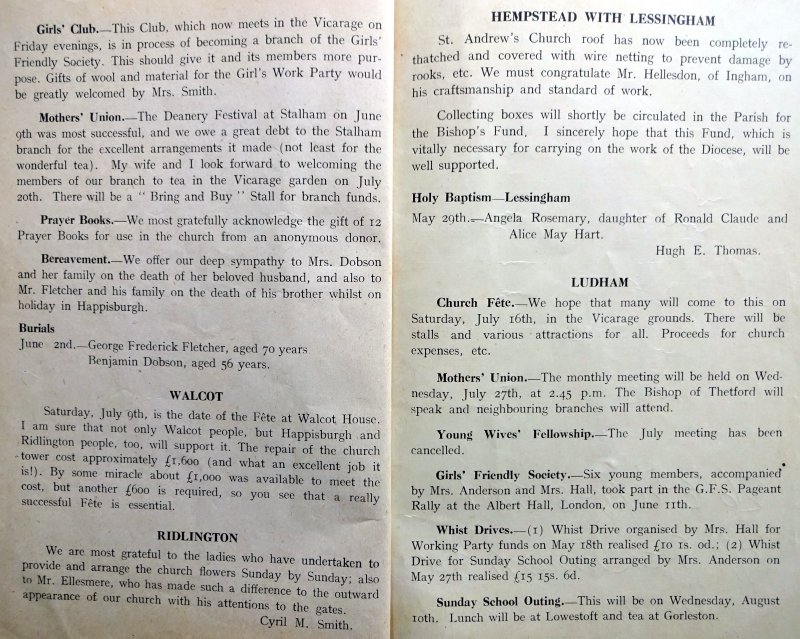 Girls' Club.—This Club, which now meets in the Vicarage on
Friday evenings, is in process of becoming a branch of the Girls'
Friendly Society. This should give it and its members more pur-
pose. Gifts of wool and material for the Girl's Work Party would
be greatly welcomed by Mrs. Smith.
Mothers' Union.—The Deanery Festival at Stalham on June
9th was most successful, and we owe a great debt to the Stalham
branch for the excellent arrangements it made (not least for the
wonderful tea). My wife and I look forward to welcoming the
members of our branch to tea in the Vicarage garden on July
20th. There will be a "Bring and Buy" Stall for branch funds.
Prayer Books.—We most gratefully acknowledge the gift of 12
Prayer Books for use in the church from an anonymous donor.
Bereavement.—We offer our deep sympathy to Mrs. Dobson
and her family on the death of her beloved husband, and also to
Mr. Fletcher and his family on the death of his brother whilst on
holiday in Happisburgh.
Burials
June 2nd.—George Frederick Fletcher, aged 70 years
Benjamin Dobson, aged 56 years.
WALCOT
Saturday, July 9th, is the date of the Fête at Walcot House.
I am sure that not only Walcot people, but Happisburgh and
Ridlington people, too, will support it. The repair of the church
tower cost approximately £1,600 (and what an excellent job it
is!). By some miracle about £1,000 was available to meet the
cost, but another £600 is required, so you see that a really
successful Fête is essential.
RIDLINGTON
We are most grateful to the ladies who have undertaken to
provide and arrange the church flowers Sunday by Sunday; also
to Mr. Ellesmere, who has made such a difference to the outward
appearance of our church with his attentions to the gates.
Cyril M. Smith.
HEMPSTEAD WITH LESSINGHAM
St. Andrew's Church roof has now been completely re-
thatched and covered with wire netting to prevent damage by
rooks, etc. We must congratulate Mr. Hellesdon, of Ingham, on
his craftsmanship and standard of work.
Collecting boxes will shortly be circulated in the Parish for
the Bishop's Fund, I sincerely hope that this Fund, which is
vitally necessary for carrying on the work of the Diocese, will be
well supported.
Holy Baptism—Lessingham
May 29th.—Angela Rosemary, daughter of Ronald Claude and
Alice May Hart.
Hugh E. Thomas.
LUDHAM
Church Fête.—We hope that many will come to this on
Saturday, July 16th, in the Vicarage grounds. There will be
stalls and various attractions for all. Proceeds for church
expenses, etc.
Mothers' Union.—The monthly meeting will be held on Wed-
nesday, July 27th, at 2.45 p.m. The Bishop of Thetford will
speak and neighbouring branches will attend.
Young Wives' Fellowship.—The July meeting has been
cancelled.
Girls' Friendly Society.—Six young members, accompanied
by Mrs. Anderson and Mrs. Hall, took part in the G.F.S. Pageant
Rally at the Albert Hall, London, on June 11th.
Whist Drives.—(1) Whist Drive organised by Mrs. Hall for
Working Party funds on May 18th realised £10 1s. 0d.; (2) Whist
Drive for Sunday School Outing arranged by Mrs. Anderson on
May 27th realised £15 15s. 6d.
Sunday School Outing.—This will be on Wednesday, August
10th. Lunch will be at Lowestoft and tea at Gorleston.